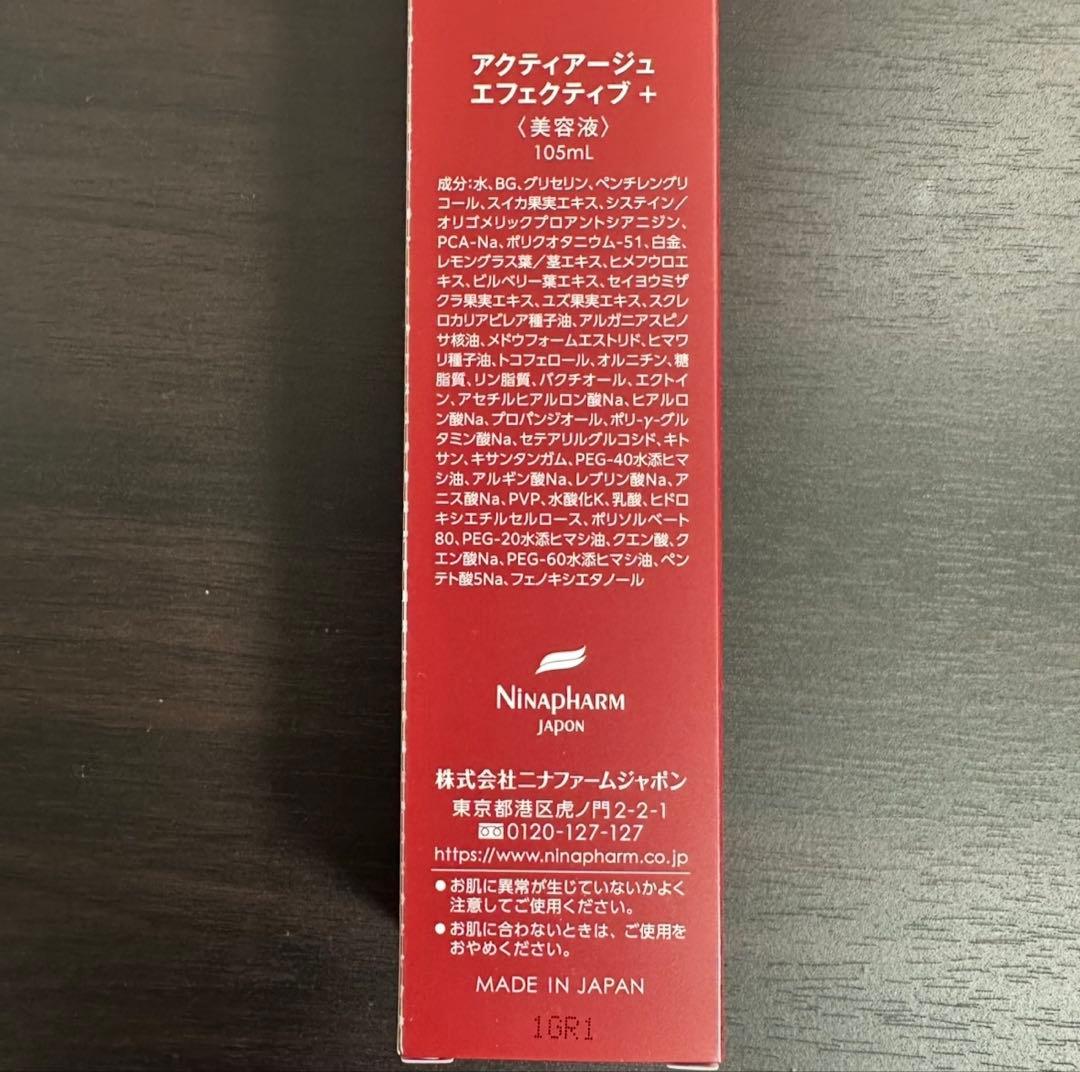 アクティアージュ
エフェクティブ +
〈美容液〉
105mL
成分:水、BG、グリセリン、ペンチレングリ
コール、スイカ果実エキス、システイン/
オリゴメリックプロアントシアニジン、
PCA-Na、ポリクオタニウム-51、白金、
レモングラス葉/茎エキス、ヒメフウロエ
キス、ビルベリー葉エキス、セイヨウミザ
クラ果実エキス、ユズ果実エキス、スクレ
ロカリアビレア種子油、アルガニアスピノ
サ核油、メドウフォームエストリド、ヒマワ
リ種子油、トコフェロール、オルニチン、糖
脂質、リン脂質、バクチオール、エクトイ
ン、アセチルヒアルロン酸Na、ヒアルロ
ン酸Na、プロパンジオール、ポリ-γ-グル
タミン酸Na、セテアリルグルコシド、キト
サン、キサンタンガム、PEG-40水添ヒマ
シ油、アルギン酸Na、レブリン酸Na、ア
ニス酸Na、PVP、水酸化K、乳酸、ヒドロ
キシエチルセルロース、ポリソルベート
80、PEG-20水添ヒマシ油、クエン酸、ク
エン酸Na、PEG-60水添ヒマシ油、ペン
テト酸5Na、フェノキシエタノール
NINAPHARM
JAPON
株式会社ニナファームジャポン
東京都港区虎ノ門2-2-1
0120-127-127
https://www.ninapharm.co.jp
●お肌に異常が生じていないかよく
注意してご使用ください。
●お肌に合わないときは、ご使用を
おやめください。
MADE IN JAPAN
1GR1